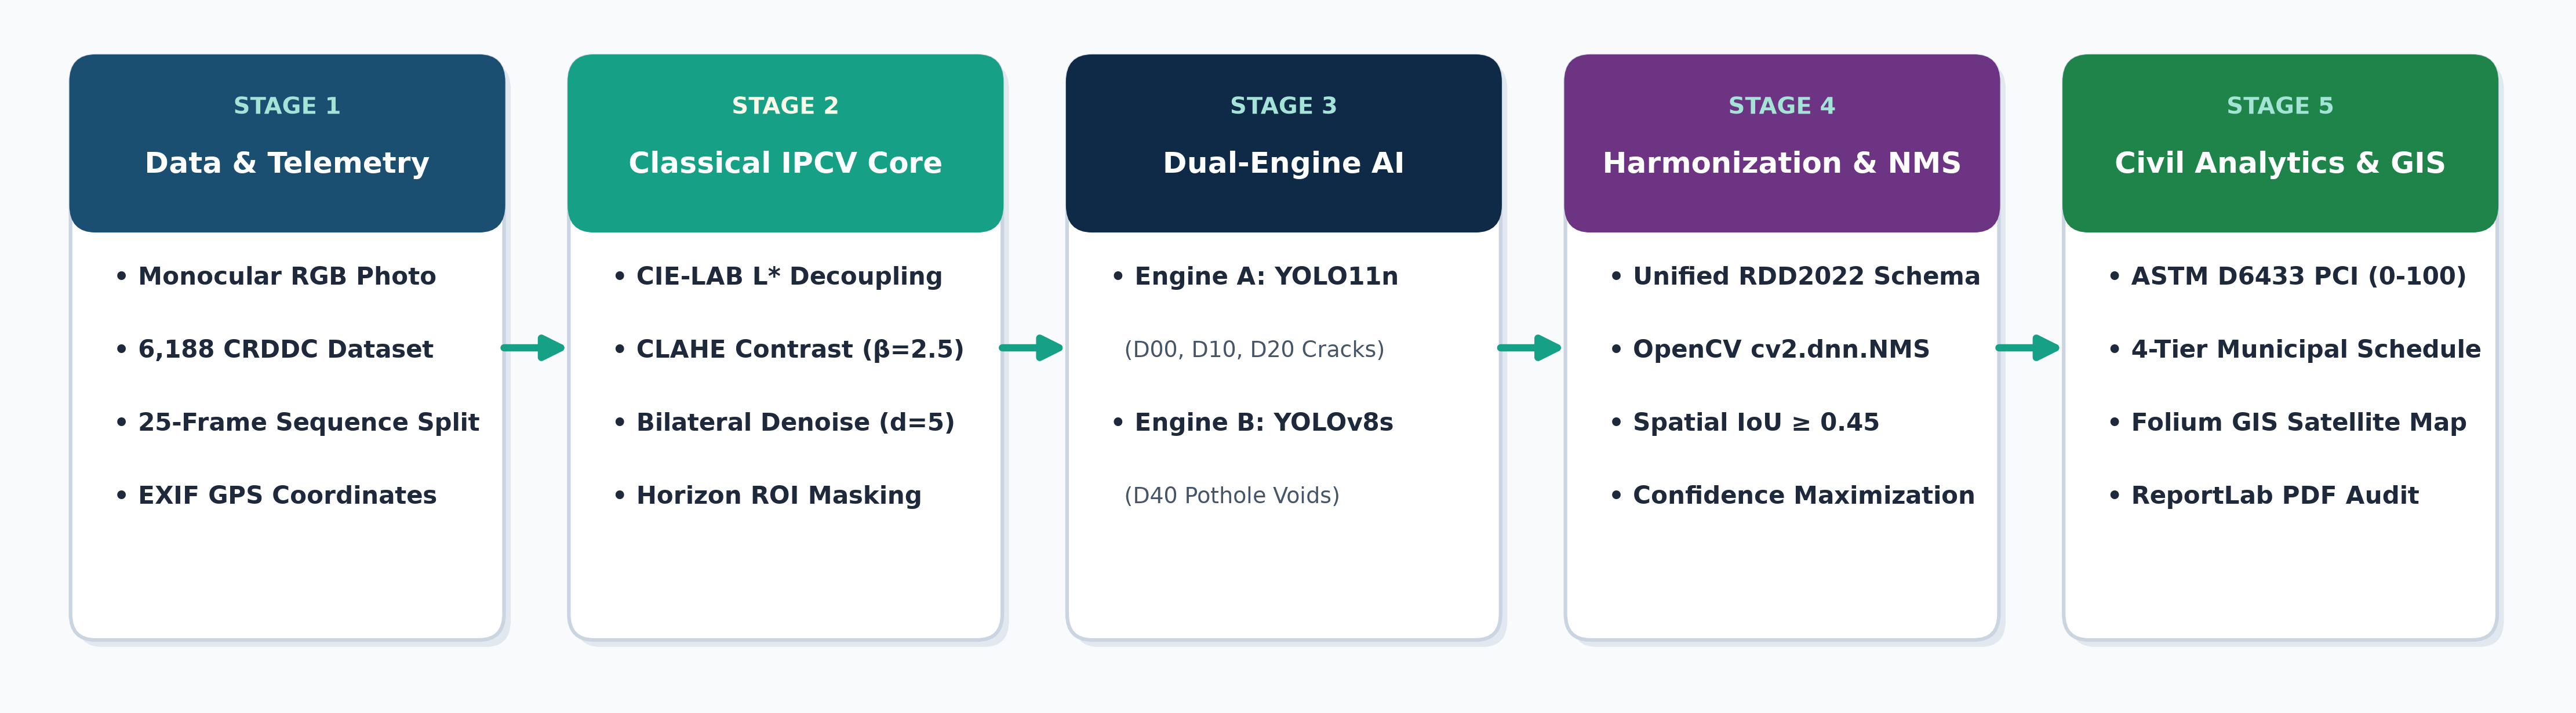 STAGE 1
Data & Telemetry
• Monocular RGB Photo
• 6,188 CRDDC Dataset
• 25-Frame Sequence Split
• EXIF GPS Coordinates
STAGE 2
Classical IPCV Core
• CIE-LAB L* Decoupling
• CLAHE Contrast (β=2.5)
• Bilateral Denoise (d=5)
• Horizon ROI Masking
STAGE 3
Dual-Engine AI
• Engine A: YOLO11n
(D00, D10, D20 Cracks)
• Engine B: YOLOv8s
(D40 Pothole Voids)
STAGE 4
Harmonization & NMS
• Unified RDD2022 Schema
• OpenCV cv2.dnn.NMS
• Spatial IoU ≥ 0.45
• Confidence Maximization
STAGE 5
Civil Analytics & GIS
• ASTM D6433 PCI (0-100)
• 4-Tier Municipal Schedule
• Folium GIS Satellite Map
• ReportLab PDF Audit